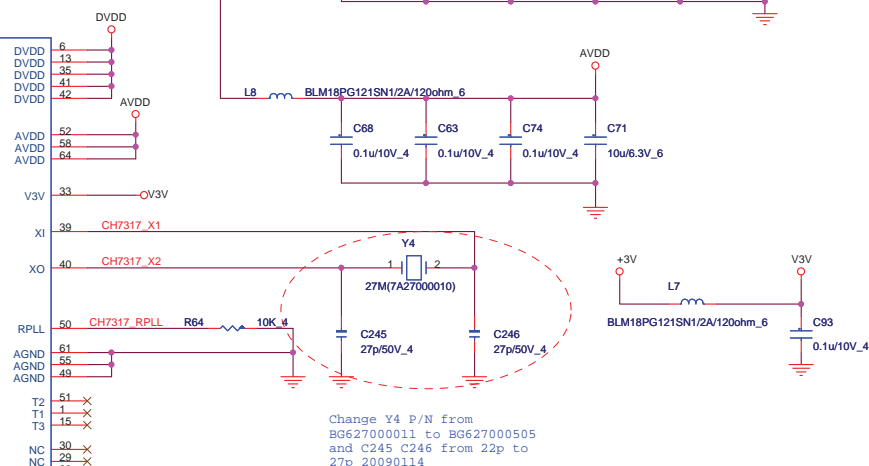 DVDD
DVDD 6
DVDD 13
DVDD 35
DVDD 41
DVDD 42
AVDD
AVDD 52
AVDD 58
AVDD 64
V3V 33 V3V
XI 39 CH7317_X1
XO 40 CH7317_X2
RPLL 50 CH7317_RPLL R64 10K_4
AGND 61
AGND 55
AGND 49
T2 51
T1 1
T3 15
NC 30
NC 29
AVDD
L8 BLM18PG121SN1/2A/120ohm_6
C68 C63 C74 C71
0.1u/10V_4 0.1u/10V_4 0.1u/10V_4 10u/6.3V_6
Y4
1 2
27M(7A27000010)
C245 C246
27p/50V_4 27p/50V_4
+3V V3V
L7
BLM18PG121SN1/2A/120ohm_6
C93
0.1u/10V_4
Change Y4 P/N from
BG627000011 to BG627000505
and C245 C246 from 22p to
27p 20090114